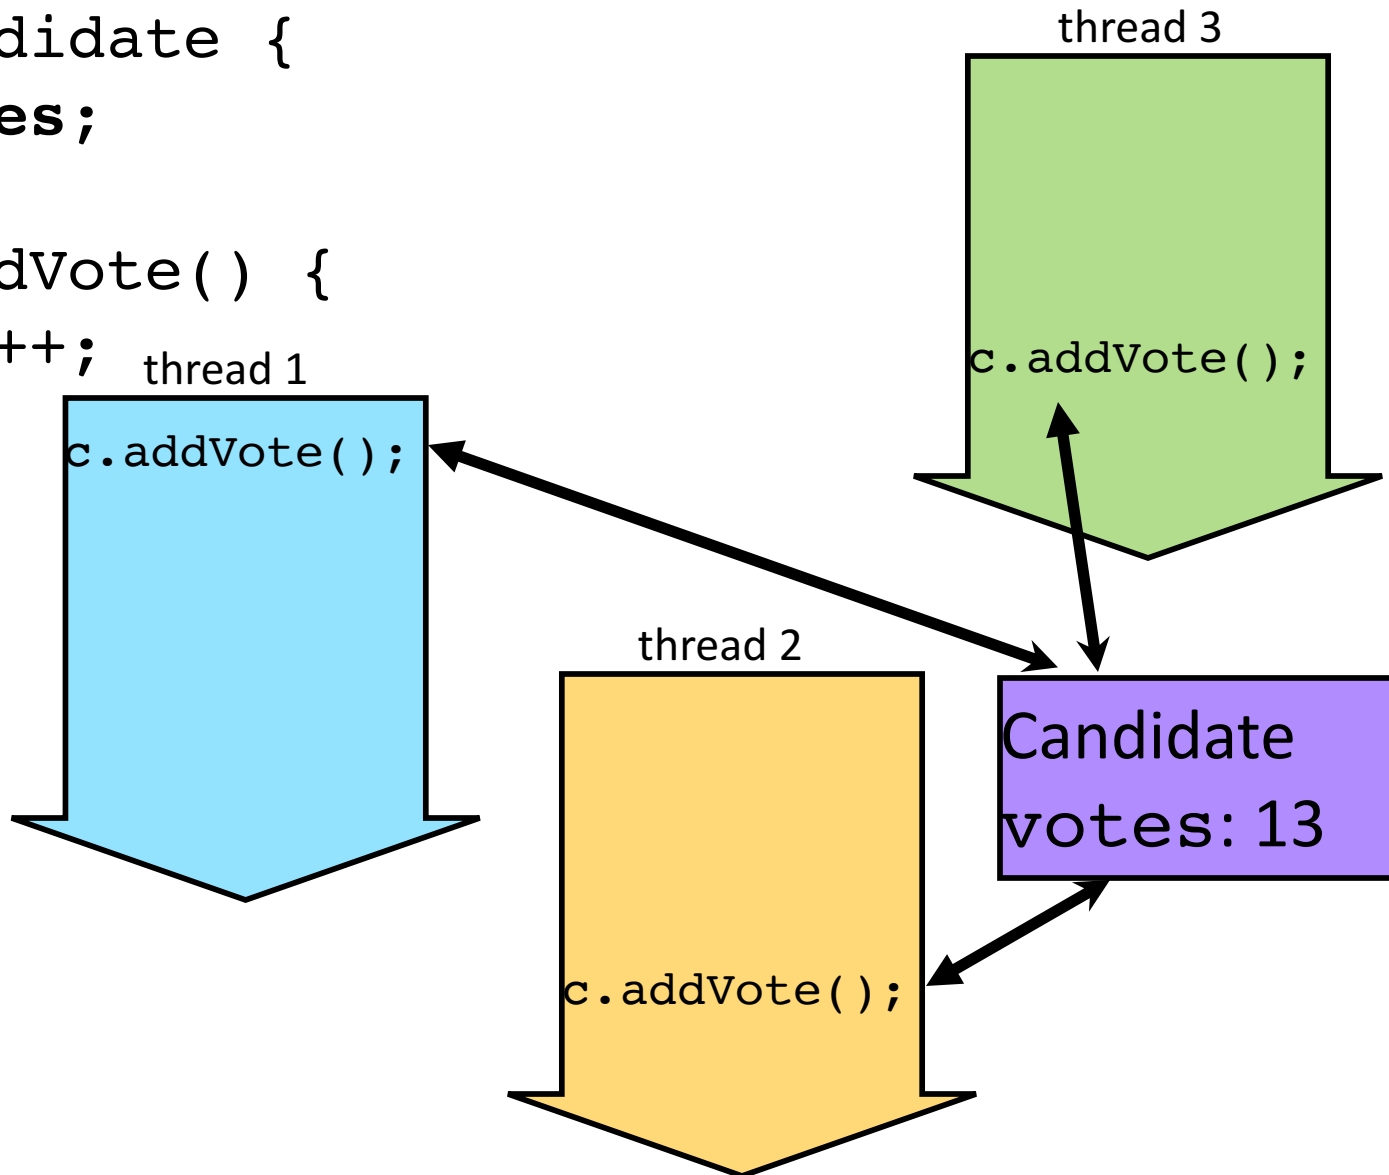 didate {
es;
dVote() {
++;
thread 1
c.addVote();
thread 2
c.addVote();
thread 3
c.addVote();
Candidate
votes: 13